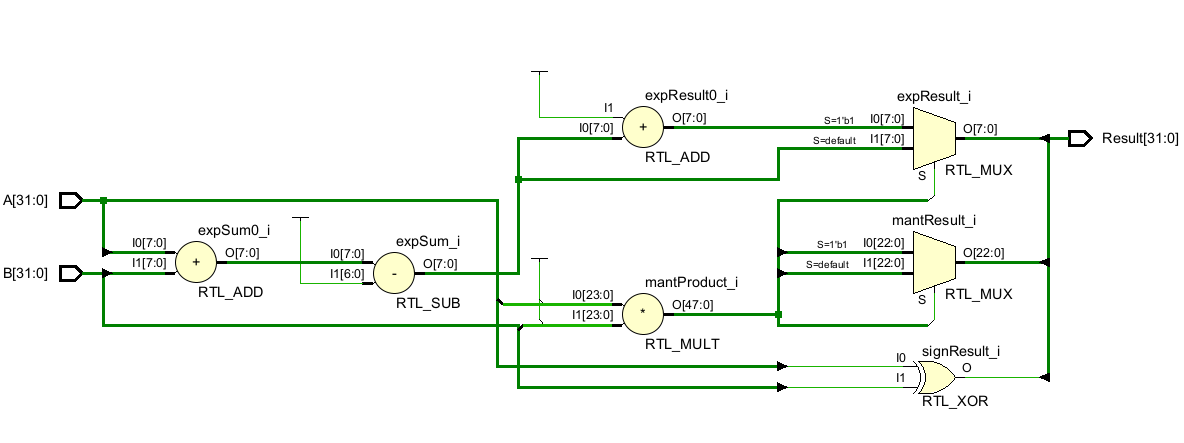 expResult0_i
I1
I0[7:0]
+
O[7:0]
RTL_ADD
expResult_i
S=1'b1
I0[7:0]
S=default
I1[7:0]
O[7:0]
S
RTL_MUX
Result[31:0]
A[31:0]
B[31:0]
expSum0_i
I0[7:0]
I1[7:0]
+
O[7:0]
RTL_ADD
expSum_i
I0[7:0]
I1[6:0]
-
O[7:0]
RTL_SUB
mantProduct_i
I0[23:0]
I1[23:0]
*
O[47:0]
RTL_MULT
mantResult_i
S=1'b1
I0[22:0]
S=default
I1[22:0]
O[22:0]
S
RTL_MUX
signResult_i
I0
I1
O
RTL_XOR